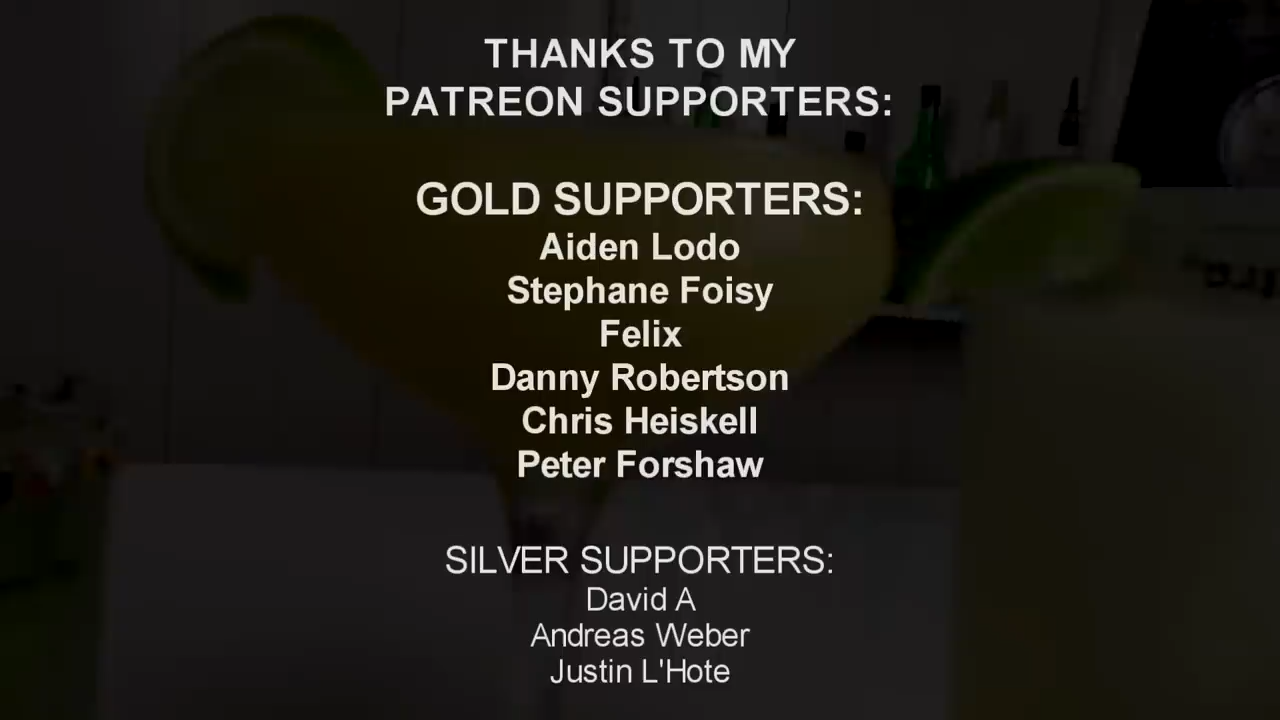 THANKS TO MY
PATREON SUPPORTERS:
GOLD SUPPORTERS:
Aiden Lodo
Stephane Foisy
Felix
Danny Robertson
Chris Heiskell
Peter Forshaw
SILVER SUPPORTERS:
David A
Andreas Weber
Justin L'Hote